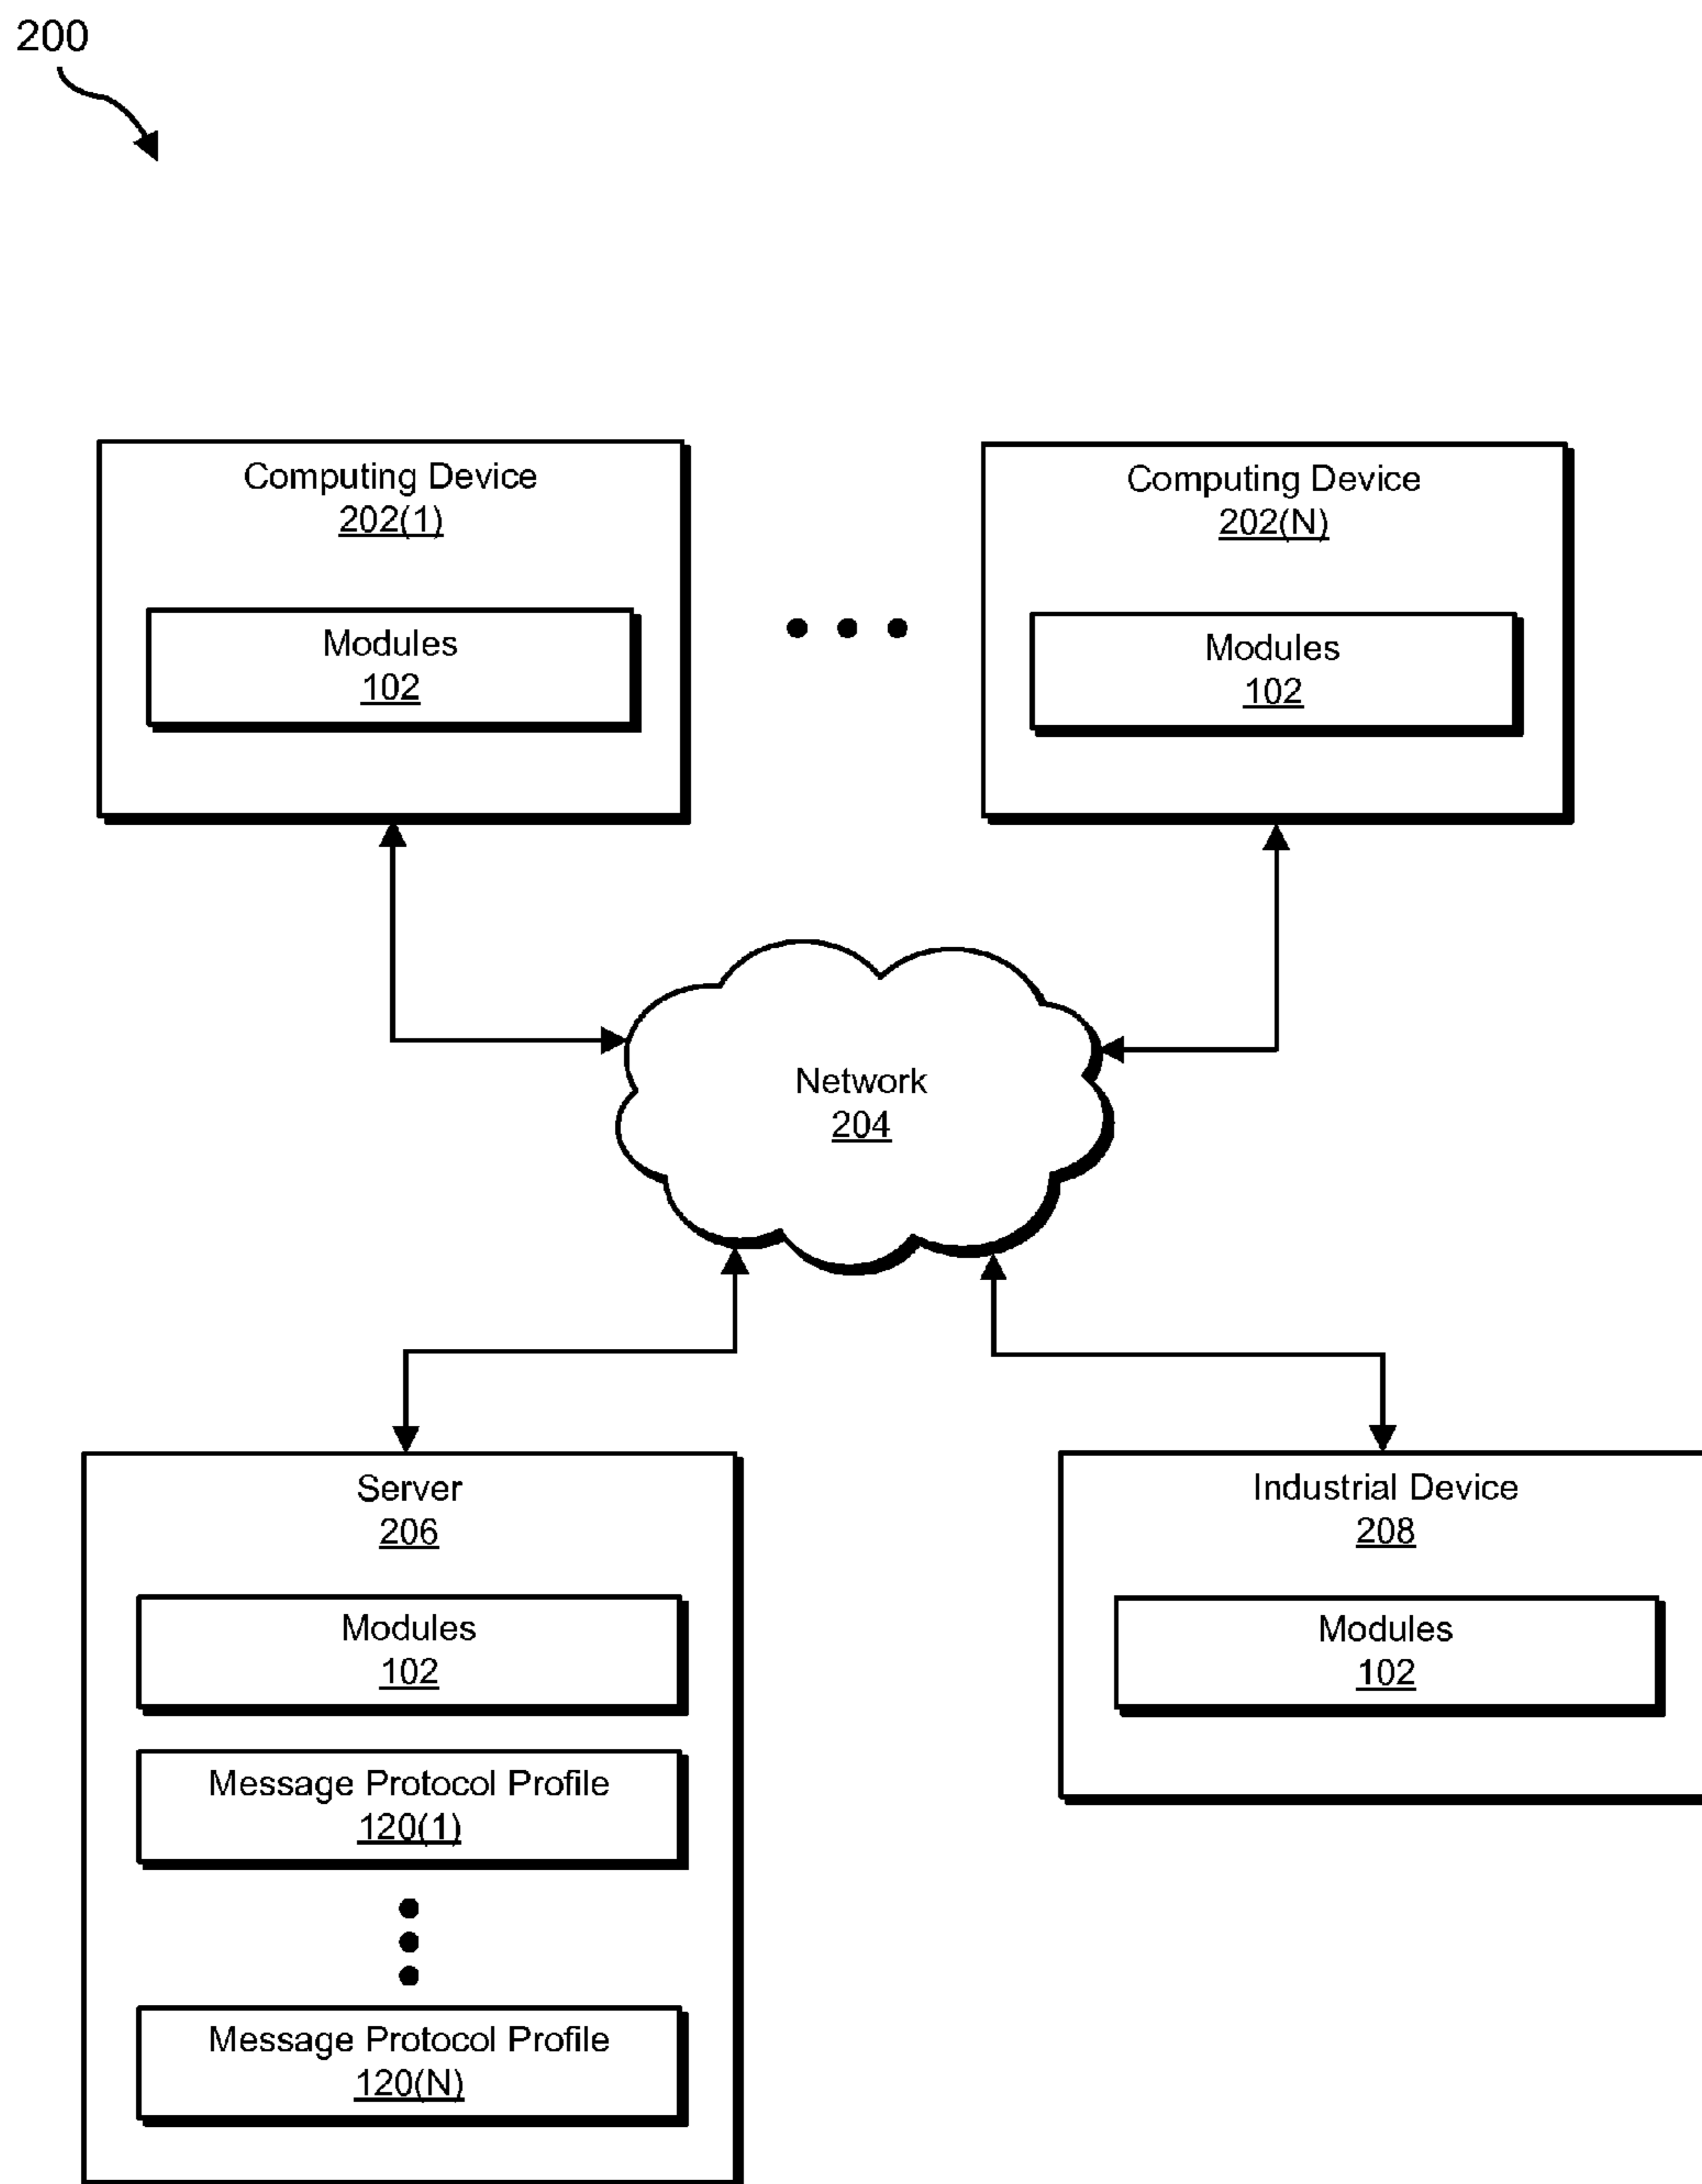 200
Computing Device
202(1)
Modules
102
Computing Device
202(N)
Modules
102
Network
204
Server
206
Modules
102
Message Protocol Profile
120(1)
Message Protocol Profile
120(N)
Industrial Device
208
Modules
102